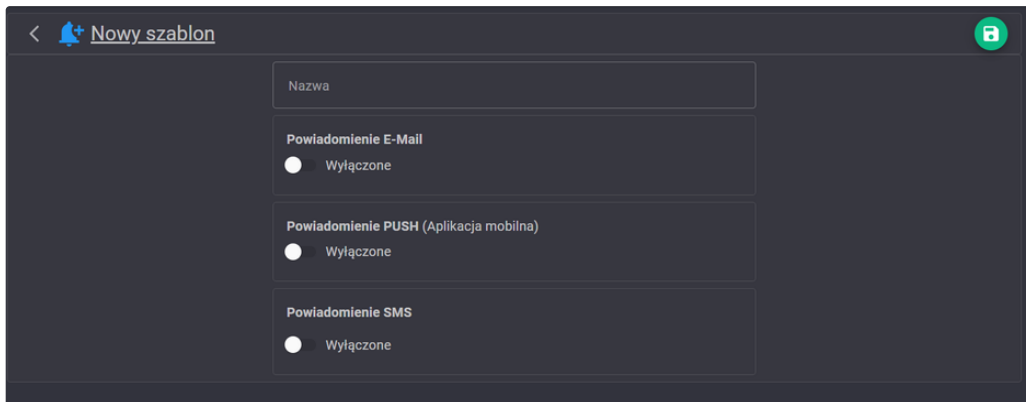 Nowy szablon
Nazwa
Powiadomienie E-Mail
Wyłączone
Powiadomienie PUSH (Aplikacja mobilna)
Wyłączone
Powiadomienie SMS
Wyłączone